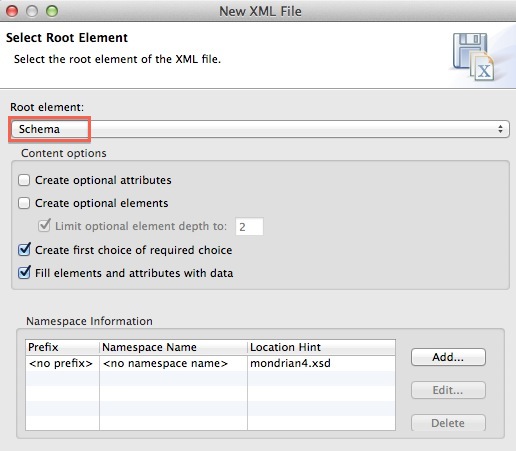 New XML File
Select Root Element
Select the root element of the XML file.
X
Root element:
Schema
Content options
Create optional attributes
Create optional elements
Limit optional element depth to: 2
Create first choice of required choice
Fill elements and attributes with data
Namespace Information
Prefix Namespace Name Location Hint
<no prefix> <no namespace name> mondrian4.xsd
Add...
Edit...
Delete